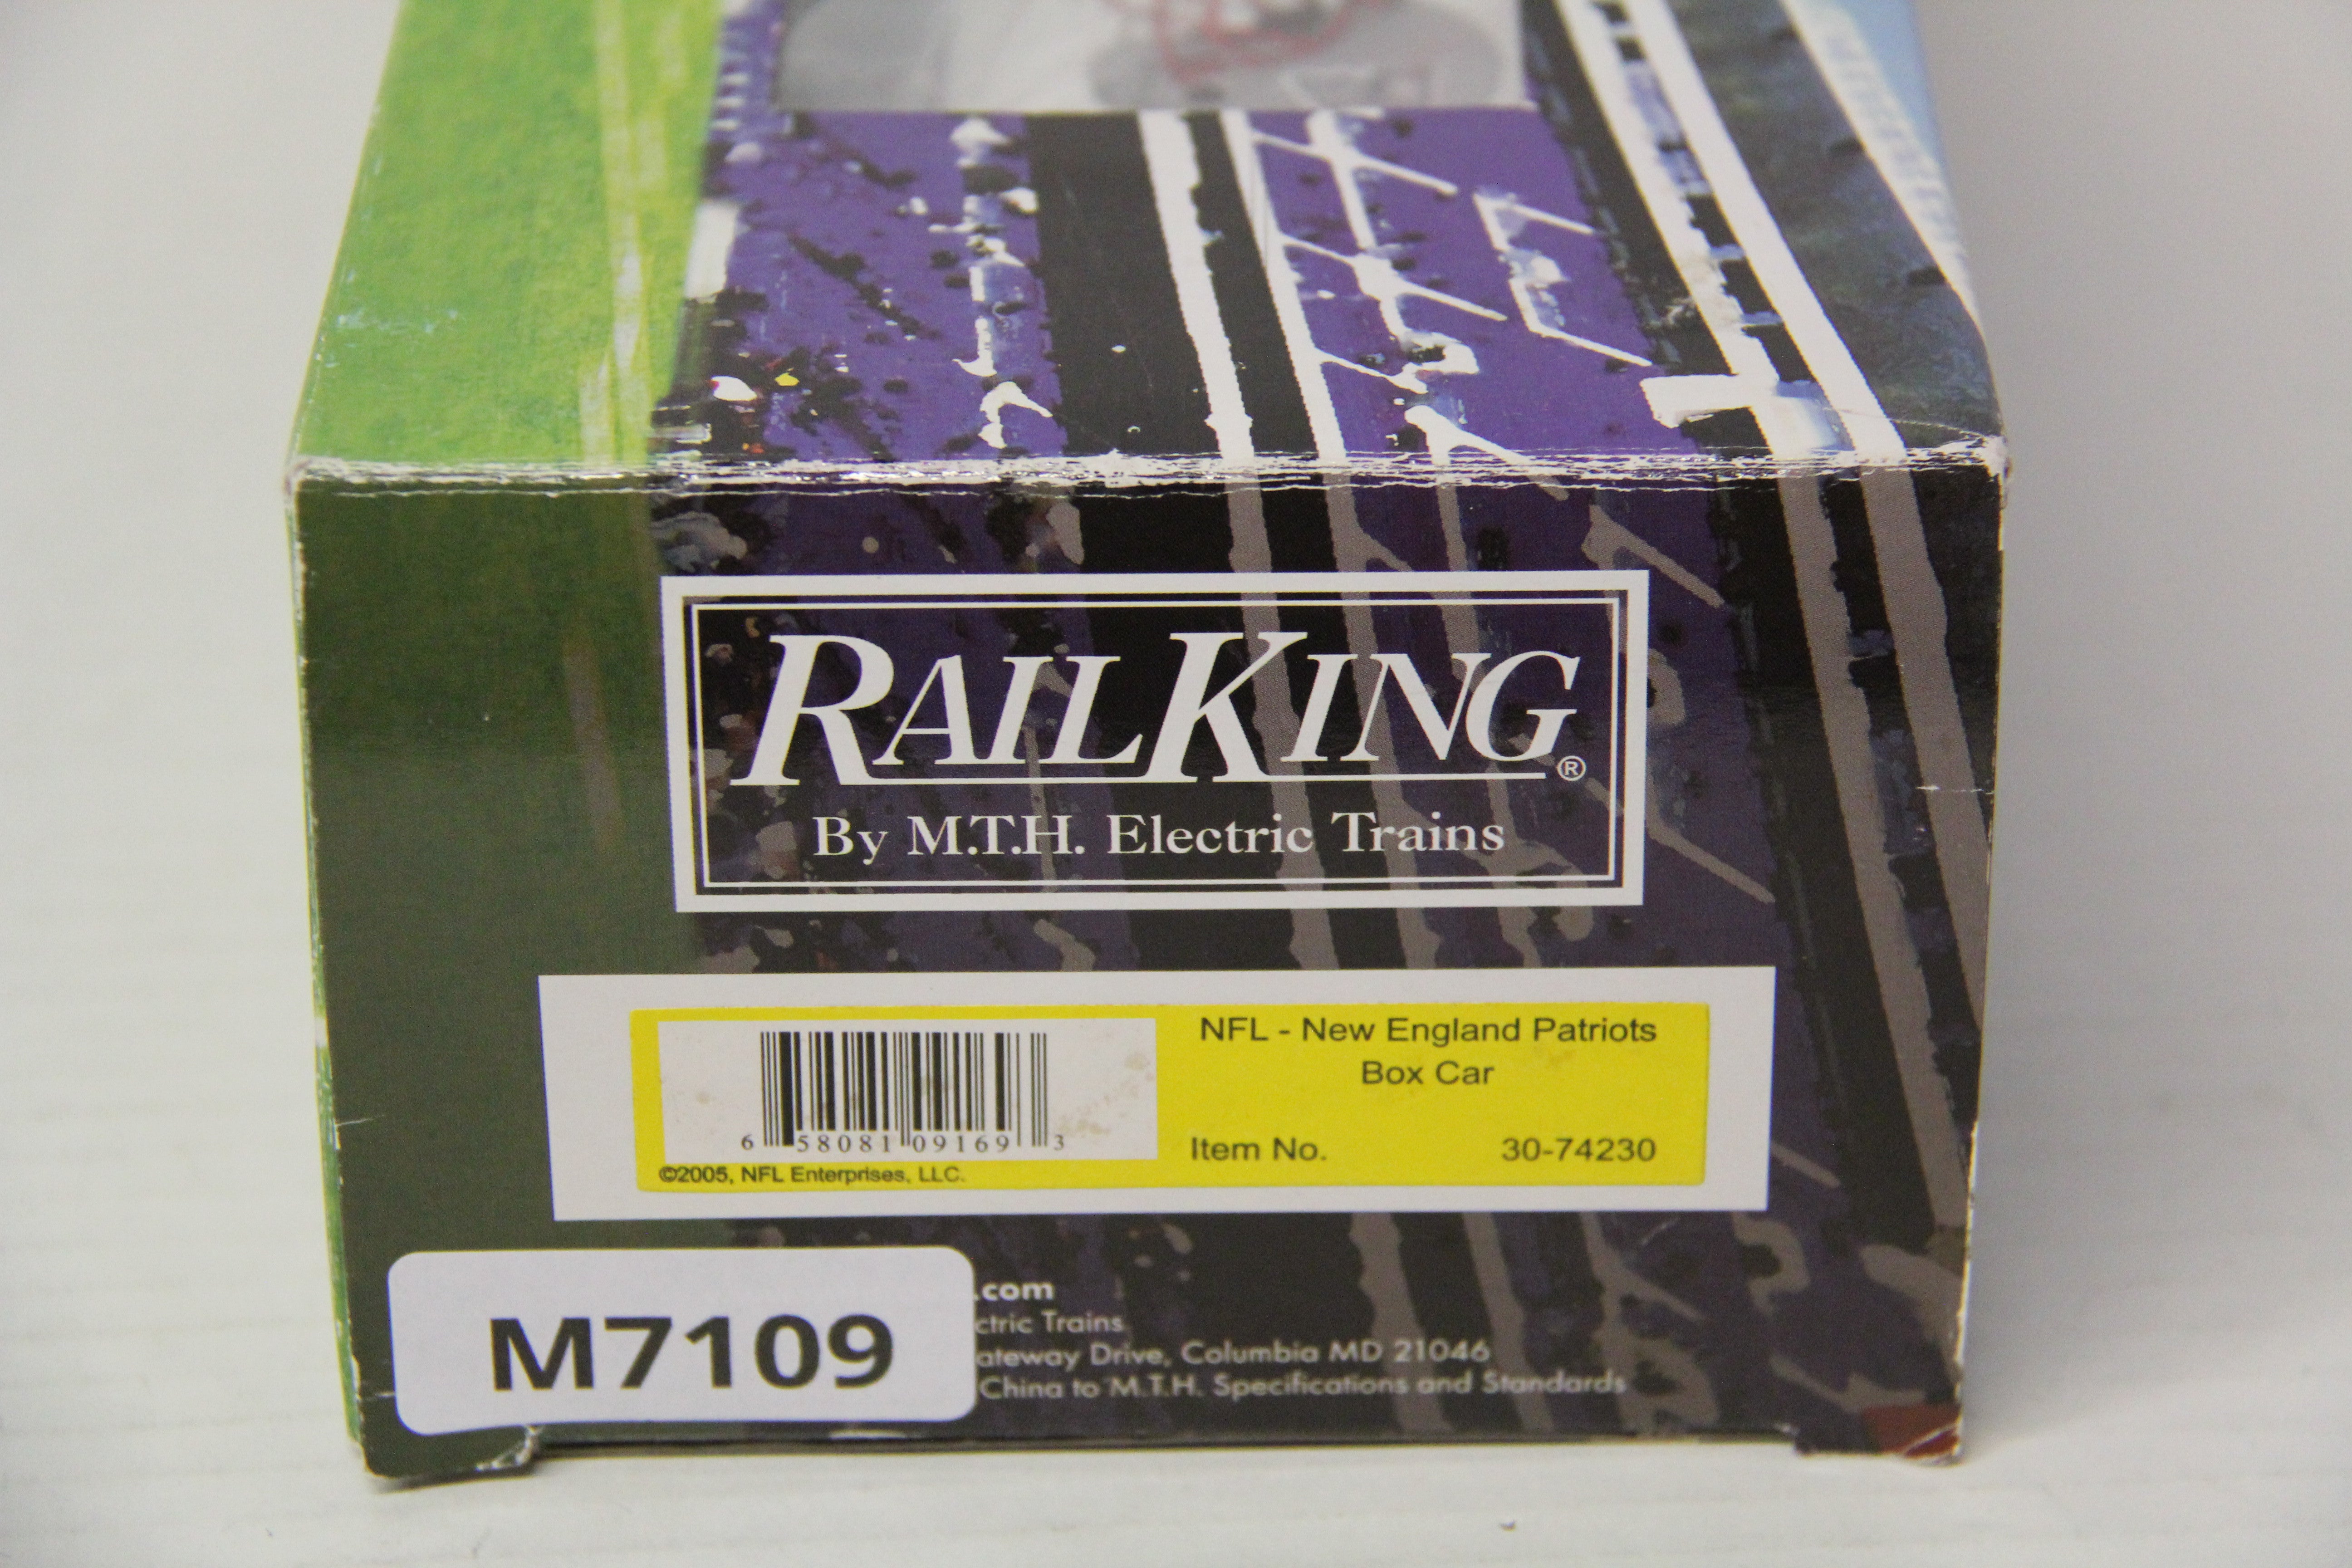 RAILKING®
By M.T.H. Electric Trains
NFL - New England Patriots
Box Car
6 58081 09169 3
Item No. 30-74230
©2005, NFL Enterprises, LLC.
M7109
.com
ctric Trains
ateway Drive, Columbia MD 21046
China to M.T.H. Specifications and Standards